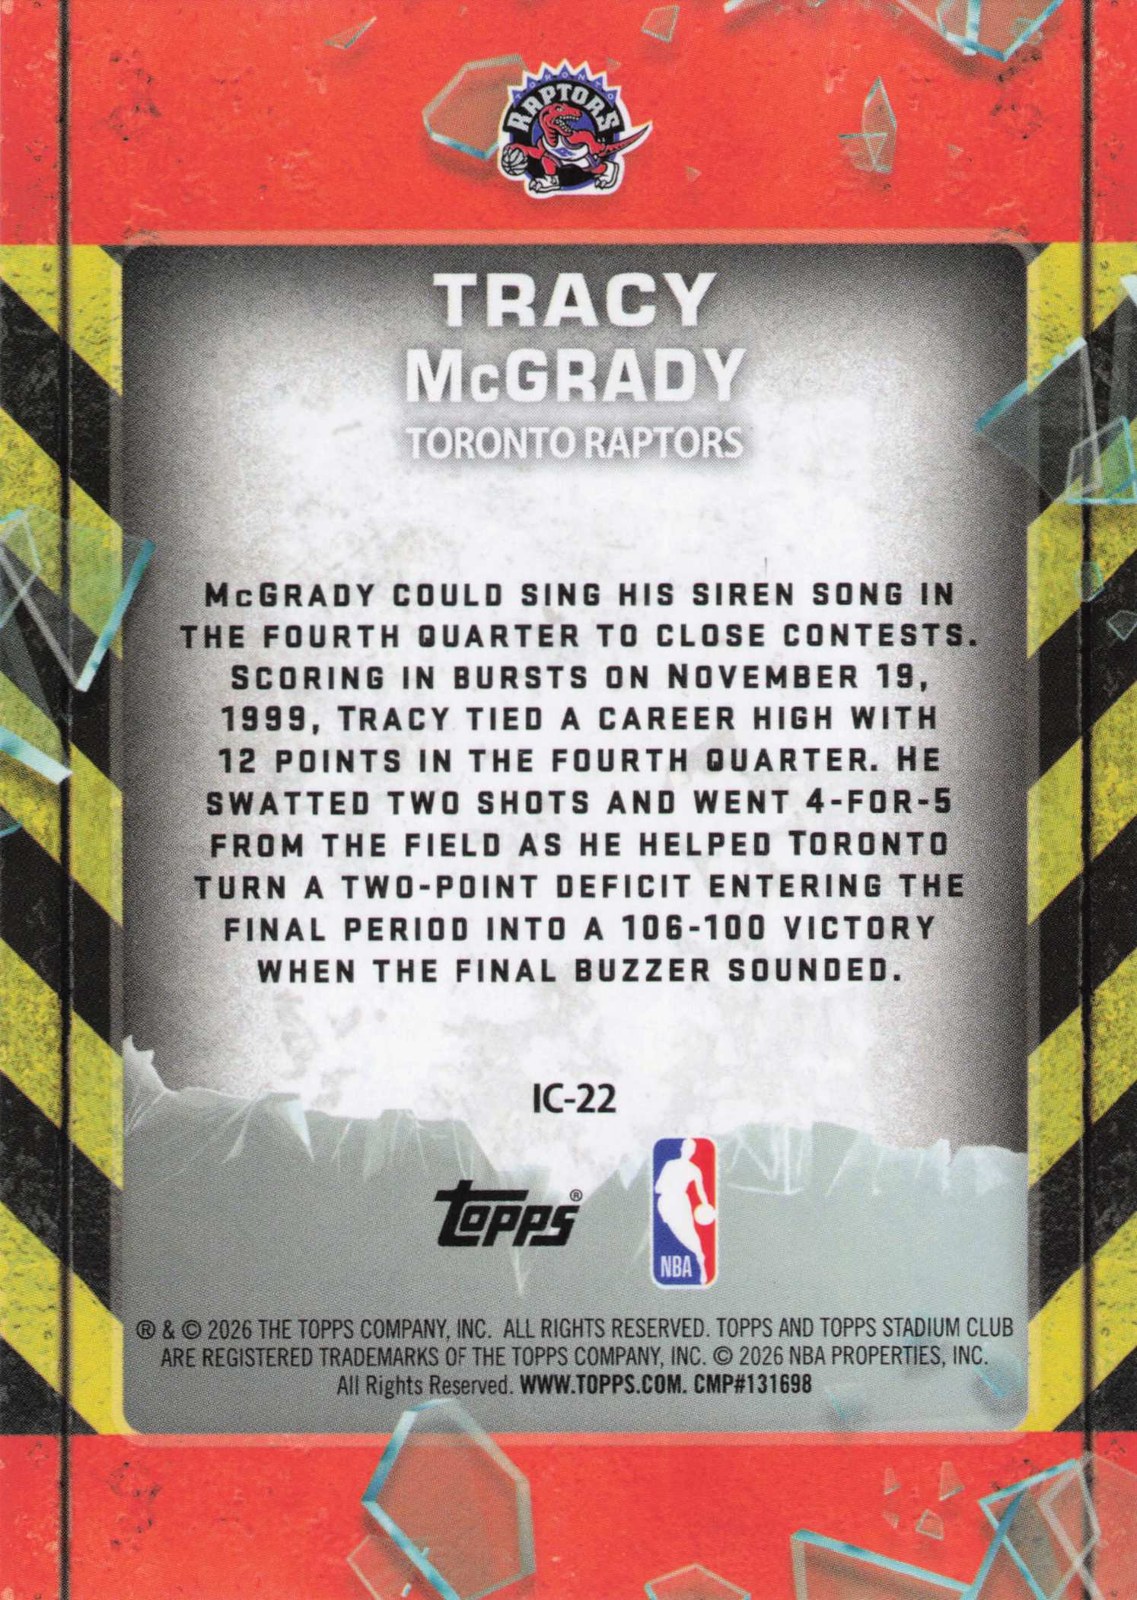 TORONTO
RAPTORS
TRACY
McGRADY
TORONTO RAPTORS
McGRADY COULD SING HIS SIREN SONG IN
THE FOURTH QUARTER TO CLOSE CONTESTS.
SCORING IN BURSTS ON NOVEMBER 19,
1999, TRACY TIED A CAREER HIGH WITH
12 POINTS IN THE FOURTH QUARTER. HE
SWATTED TWO SHOTS AND WENT 4-FOR-5
FROM THE FIELD AS HE HELPED TORONTO
TURN A TWO-POINT DEFICIT ENTERING THE
FINAL PERIOD INTO A 106-100 VICTORY
WHEN THE FINAL BUZZER SOUNDED.
IC-22
Topps®
NBA
® & © 2026 THE TOPPS COMPANY, INC. ALL RIGHTS RESERVED. TOPPS AND TOPPS STADIUM CLUB
ARE REGISTERED TRADEMARKS OF THE TOPPS COMPANY, INC. © 2026 NBA PROPERTIES, INC.
All Rights Reserved. WWW.TOPPS.COM. CMP#131698